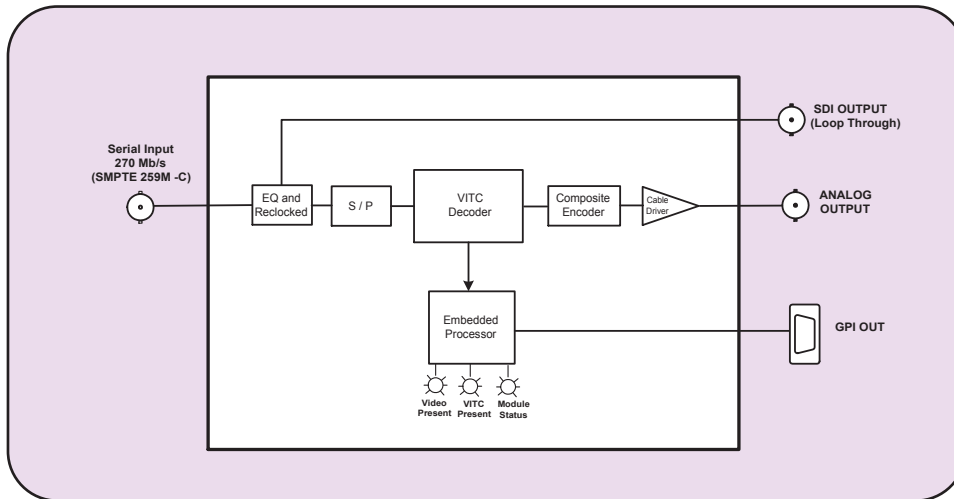 SDI OUTPUT
(Loop Through)
Serial Input
270 Mb/s
(SMPTE 259M -C)
EQ and
Reclocked
S / P
VITC
Decoder
Composite
Encoder
Cable
Driver
ANALOG
OUTPUT
Embedded
Processor
GPI OUT
Video
Present
VITC
Present
Module
Status